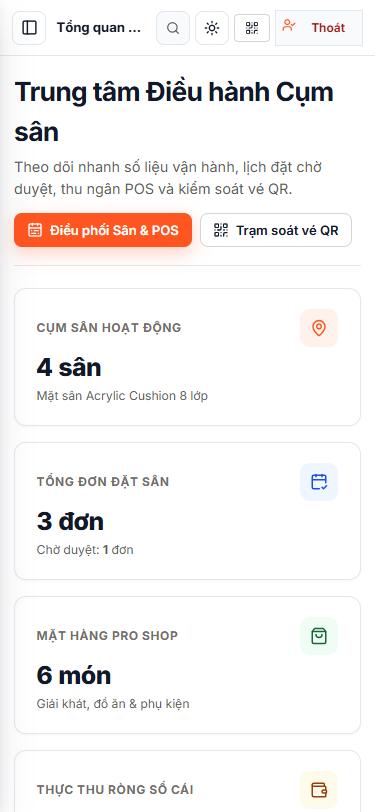 Tổng quan ...
Thoát
Trung tâm Điều hành Cụm
sân
Theo dõi nhanh số liệu vận hành, lịch đặt chờ
duyệt, thu ngân POS và kiểm soát vé QR.
Điều phối Sân & POS
Trạm soát vé QR
CỤM SÂN HOẠT ĐỘNG
4 sân
Mặt sân Acrylic Cushion 8 lớp
TỔNG ĐƠN ĐẶT SÂN
3 đơn
Chờ duyệt: 1 đơn
MẶT HÀNG PRO SHOP
6 món
Giải khát, đồ ăn & phụ kiện
THỰC THU RÒNG SỔ CÁI